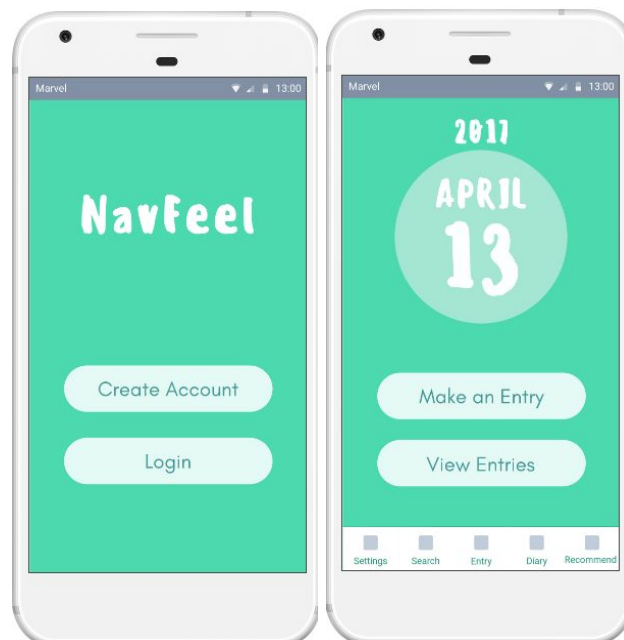 Marvel 13:00
NavFeel
Create Account
Login
Marvel 13:00
2017
APRIL
13
Make an Entry
View Entries
Settings Search Entry Diary Recommend